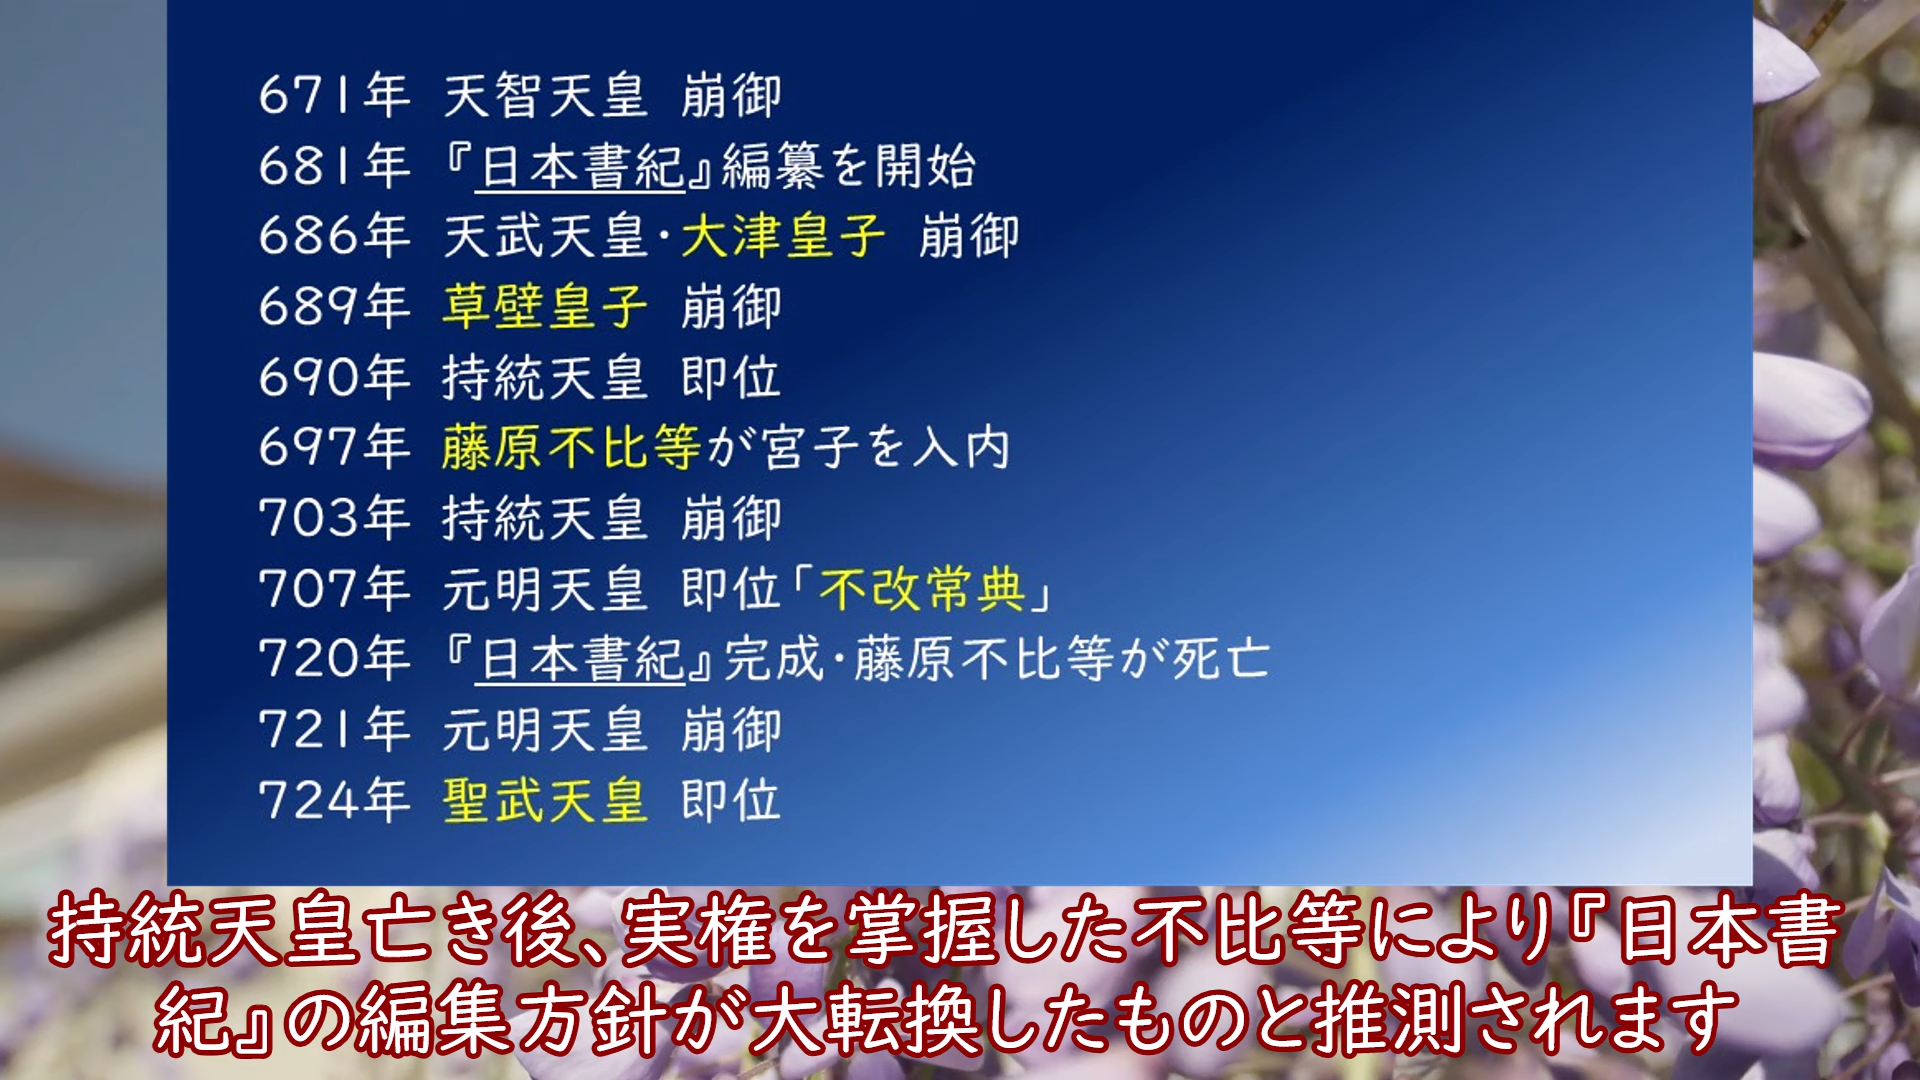 671年 天智天皇 崩御
681年 『日本書紀』編纂を開始
686年 天武天皇・大津皇子 崩御
689年 草壁皇子 崩御
690年 持統天皇 即位
697年 藤原不比等が宮子を入内
703年 持統天皇 崩御
707年 元明天皇 即位「不改常典」
720年 『日本書紀』完成・藤原不比等が死亡
721年 元明天皇 崩御
724年 聖武天皇 即位
持統天皇亡き後、実権を掌握した不比等により『日本書
紀』の編集方針が大転換したものと推測されます